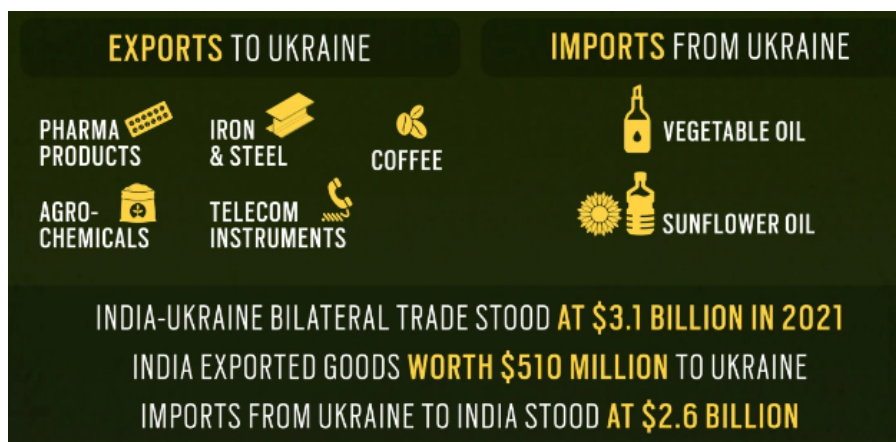 EXPORTS TO UKRAINE
PHARMA
PRODUCTS
IRON
& STEEL
COFFEE
AGRO-
CHEMICALS
TELECOM
INSTRUMENTS
IMPORTS FROM UKRAINE
VEGETABLE OIL
SUNFLOWER OIL
INDIA-UKRAINE BILATERAL TRADE STOOD AT $3.1 BILLION IN 2021
INDIA EXPORTED GOODS WORTH $510 MILLION TO UKRAINE
IMPORTS FROM UKRAINE TO INDIA STOOD AT $2.6 BILLION